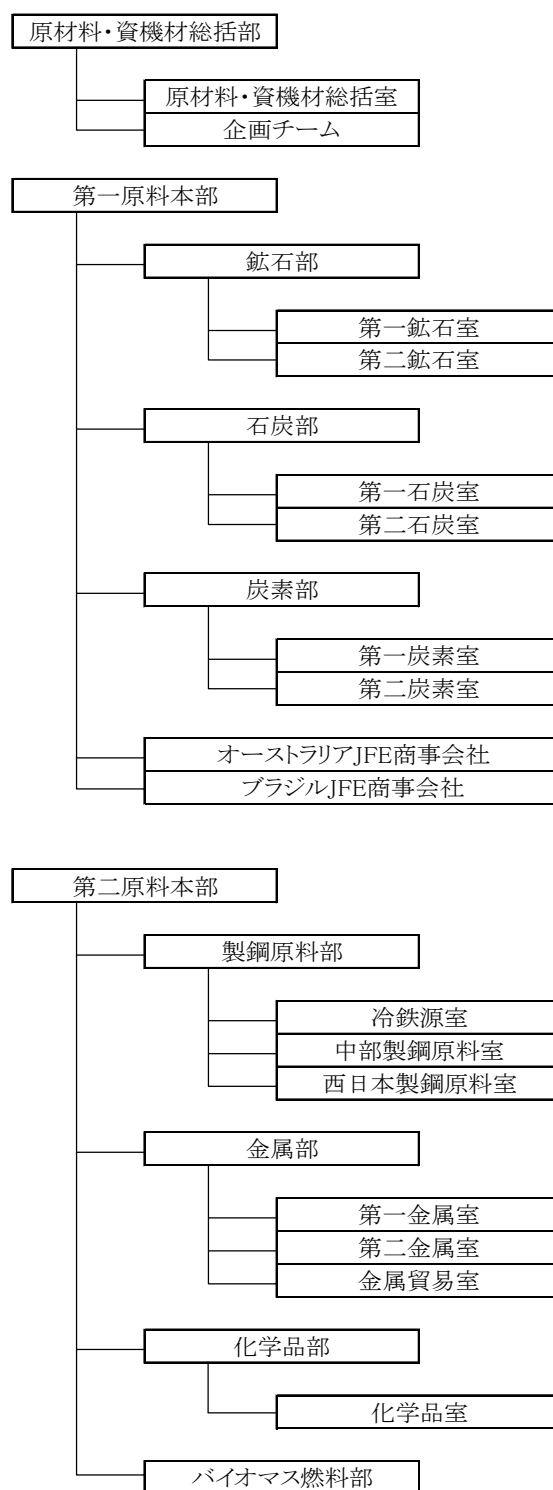 原材料・資機材総括部
原材料・資機材総括室
企画チーム
第一原料本部
鉱石部
第一鉱石室
第二鉱石室
石炭部
第一石炭室
第二石炭室
炭素部
第一炭素室
第二炭素室
オーストラリアJFE商事会社
ブラジルJFE商事会社
第二原料本部
製鋼原料部
冷鉄源室
中部製鋼原料室
西日本製鋼原料室
金属部
第一金属室
第二金属室
金属貿易室
化学品部
化学品室
バイオマス燃料部